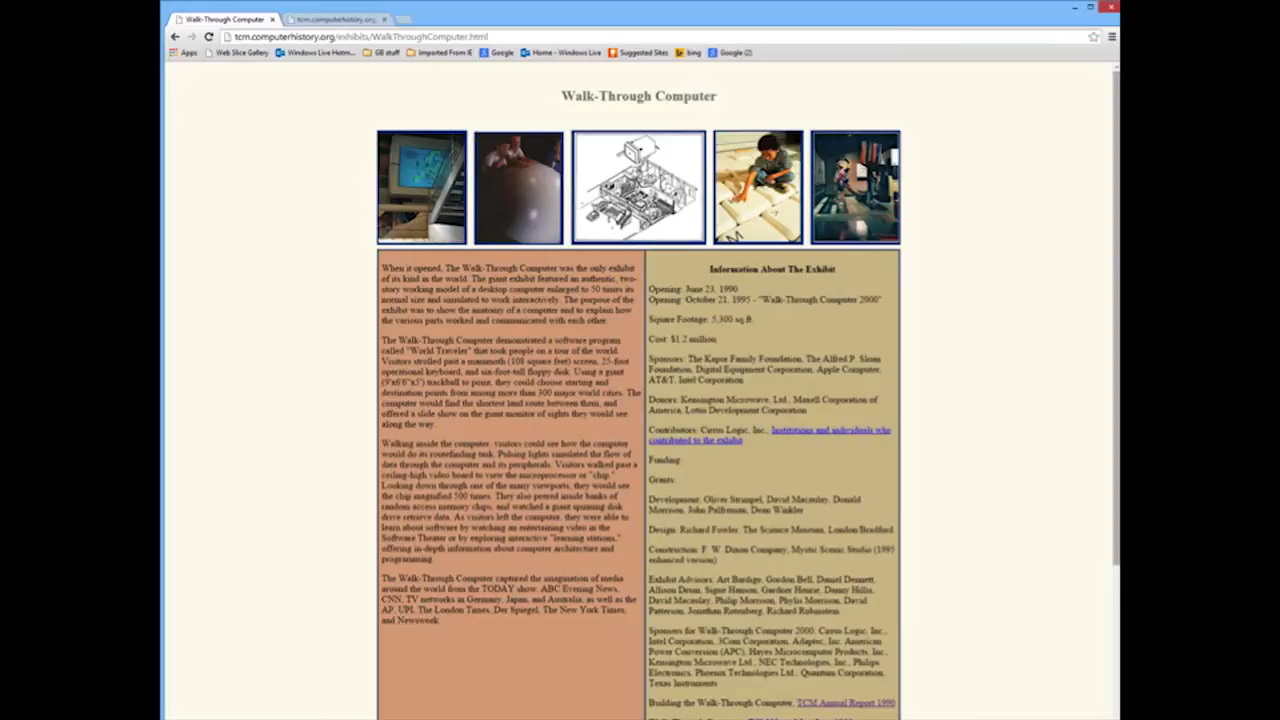 Walk-Through Computer
tcm.computerhistory.org
tcm.computerhistory.org/exhibits/WalkThroughComputer.html
Apps Web Slice Gallery Windows Live Hotm... GB stuff Imported From IE Google Home - Windows Live Suggested Sites bing Google (2)
Walk-Through Computer
When it opened, The Walk-Through Computer was the only exhibit
of its kind in the world. The giant exhibit featured an authentic, two-
story working model of a desktop computer enlarged to 50 times its
normal size and simulated to work interactively. The purpose of the
exhibit was to show the anatomy of a computer and to explain how
the various parts worked and communicated with each other.
The Walk-Through Computer demonstrated a software program
called "World Traveler" that took people on a tour of the world.
Visitors strolled past a mammoth (108 square feet) screen, 25-foot
operational keyboard, and six-foot-tall floppy disk. Using a giant
(9'x6'6"x5') trackball to point, they could choose starting and
destination points from among more than 300 major world cities. The
computer would find the shortest land route between them, and
offered a slide show on the giant monitor of sights they would see
along the way.
Walking inside the computer, visitors could see how the computer
would do its routefinding task. Pulsing lights simulated the flow of
data through the computer and its peripherals. Visitors walked past a
ceiling-high video board to view the microprocessor or "chip."
Looking down through one of the many viewports, they would see
the chip magnified 500 times. They also peered inside banks of
random access memory chips, and watched a giant spinning disk
drive retrieve data. As visitors left the computer, they were able to
learn about software by watching an entertaining video in the
Software Theater or by exploring interactive "learning stations,"
offering in-depth information about computer architecture and
programming.
The Walk-Through Computer captured the imagination of media
around the world from the TODAY show, ABC Evening News,
CNN, TV networks in Germany, Japan, and Australia, as well as the
AP, UPI, The London Times, Der Spiegel, The New York Times,
and Newsweek.
Information About The Exhibit
Opening: June 23, 1990
Opening: October 21, 1995 - "Walk-Through Computer 2000"
Square Footage: 5,300 sq.ft.
Cost: $1.2 million
Sponsors: The Kapor Family Foundation, The Alfred P. Sloan
Foundation, Digital Equipment Corporation, Apple Computer,
AT&T, Intel Corporation
Donors: Kensington Microwave, Ltd., Maxell Corporation of
America, Lotus Development Corporation
Contributors: Cirrus Logic, Inc., Institutions and individuals who
contributed to the exhibit
Funding:
Grants:
Development: Oliver Strimpel, David Macaulay, Donald
Morrison, John Palfreman, Dean Winkler
Design: Richard Fowler, The Science Museum, London/Bradford
Construction: F. W. Dixon Company, Mystic Scenic Studio (1995
enhanced version)
Exhibit Advisors: Art Bardige, Gordon Bell, Daniel Dennett,
Allison Druin, Signe Hanson, Gardner Hendrie, Danny Hillis,
David Macaulay, Philip Morrison, Phylis Morrison, David
Patterson, Jonathan Rotenberg, Richard Rubinstein
Sponsors for Walk-Through Computer 2000: Cirrus Logic, Inc.,
Intel Corporation, 3Com Corporation, Adaptec, Inc. American
Power Conversion (APC), Hayes Microcomputer Products, Inc.,
Kensington Microwave Ltd., NEC Technologies, Inc., Philips
Electronics, Phoenix Technologies Ltd., Quantum Corporation,
Texas Instruments
Building the Walk-Through Computer, TCM Annual Report 1990